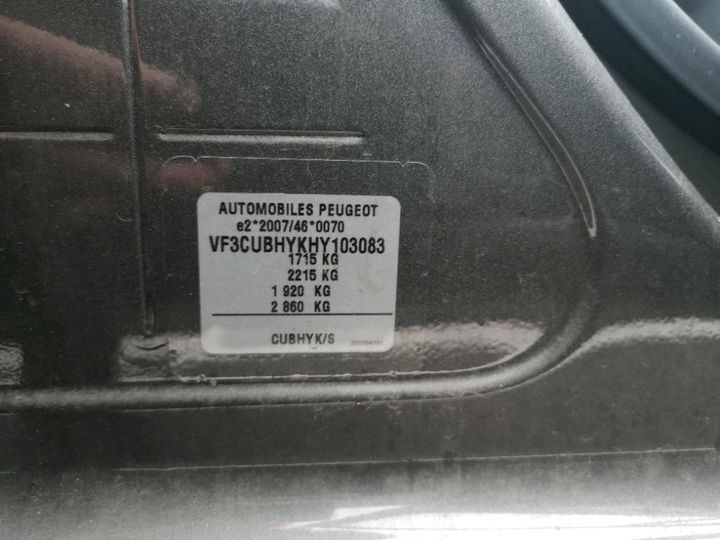 AUTOMOBILES PEUGEOT
e2*2007/46*0070
VF3CUBHYKHY103083
1715 KG
2215 KG
1 920 KG
2 860 KG
CUBHYK/S